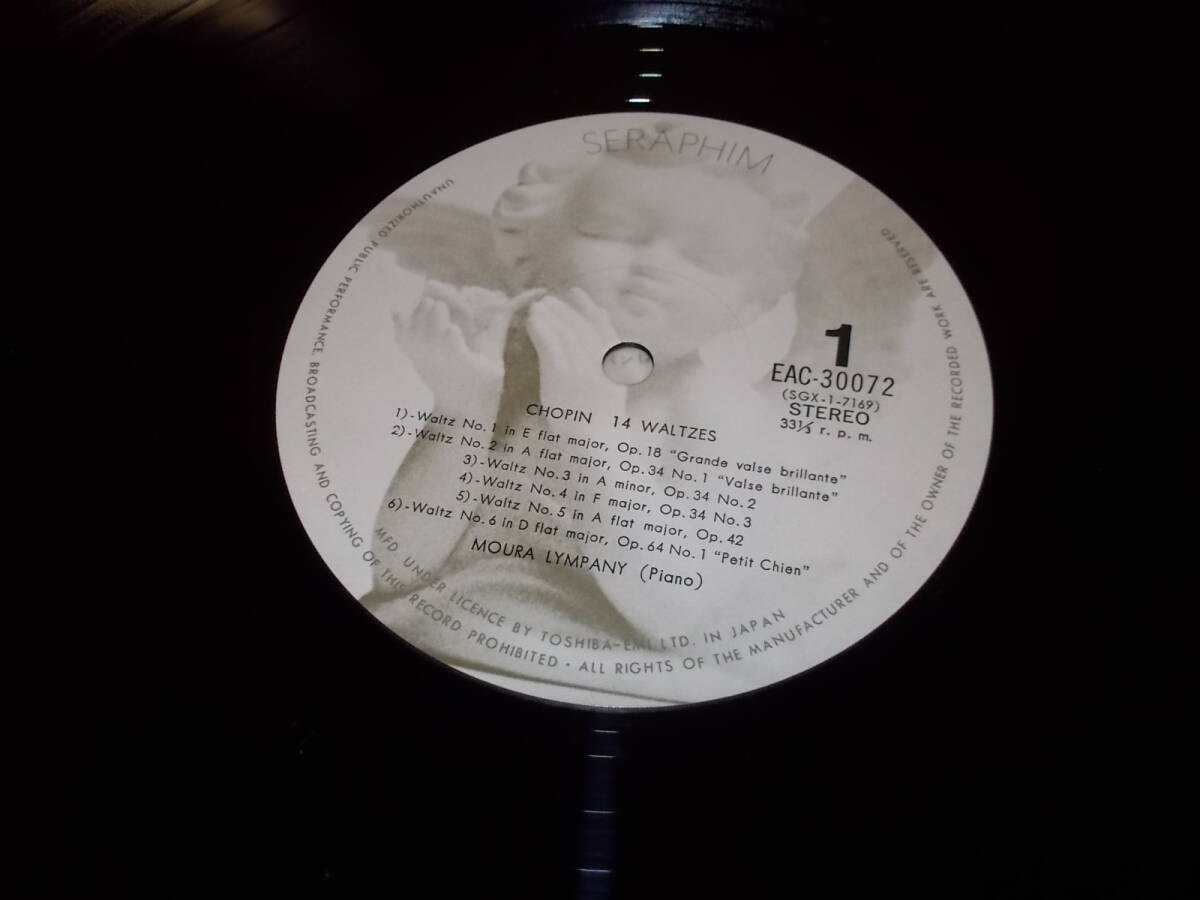 SERAPHIM
1
EAC-30072
(SGX-1-7169)
STEREO
33⅓ r. p. m.
CHOPIN 14 WALTZES
1)-Waltz No. 1 in E flat major, Op. 18 "Grande valse brillante"
2)-Waltz No. 2 in A flat major, Op. 34 No. 1 "Valse brillante"
3)-Waltz No. 3 in A minor, Op. 34 No. 2
4)-Waltz No. 4 in F major, Op. 34 No. 3
5)-Waltz No. 5 in A flat major, Op. 42
6)-Waltz No. 6 in D flat major, Op. 64 No. 1 "Petit Chien"
MOURA LYMPANY (Piano)
MFD. UNDER LICENCE BY TOSHIBA-EMI LTD. IN JAPAN
UNAUTHORIZED PUBLIC PERFORMANCE, BROADCASTING AND COPYING OF THIS RECORD PROHIBITED · ALL RIGHTS OF THE MANUFACTURER AND OF THE OWNER OF THE RECORDED WORK ARE RESERVED